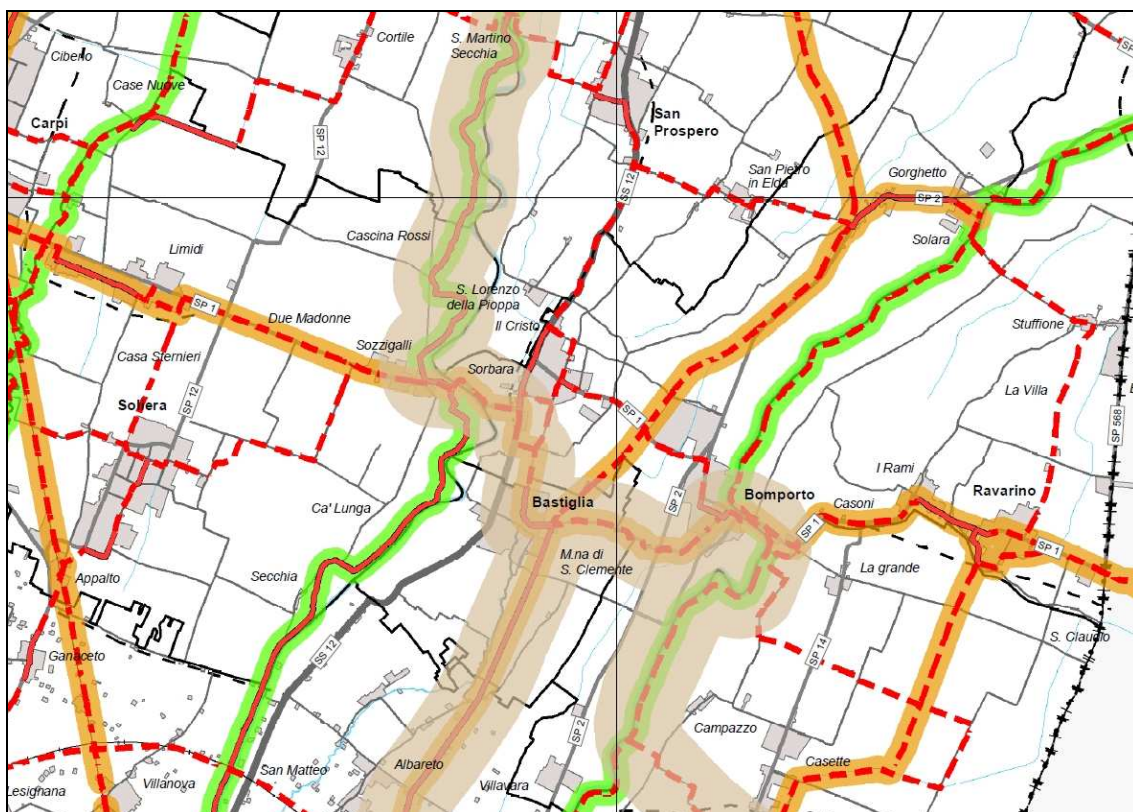 S. Martino
Secchia
Cortile
Cibeno
Case Nuove
Carpi
SP 12
San
Prospero
San Pietro
in Elda
Gorghetto
SP 2
Solara
SS 12
Cascina Rossi
Limidi
SP 1
Due Madonne
S. Lorenzo
della Pioppa
Il Cristo
Stuffione
Casa Sternieri
Sozzigalli
Sorbara
SP 12
La Villa
SP 568
Soliera
SP 1
I Rami
Ca' Lunga
Bastiglia
SP 2
Bomporto
Casoni
Ravarino
SP 1
SP 1
M.na di
S. Clemente
La grande
Secchia
Appalto
SS 12
SP 14
S. Claudio
Ganaceto
SP 2
Campazzo
San Matteo
Albareto
Casette
Lesignana
Villanova
Villavara